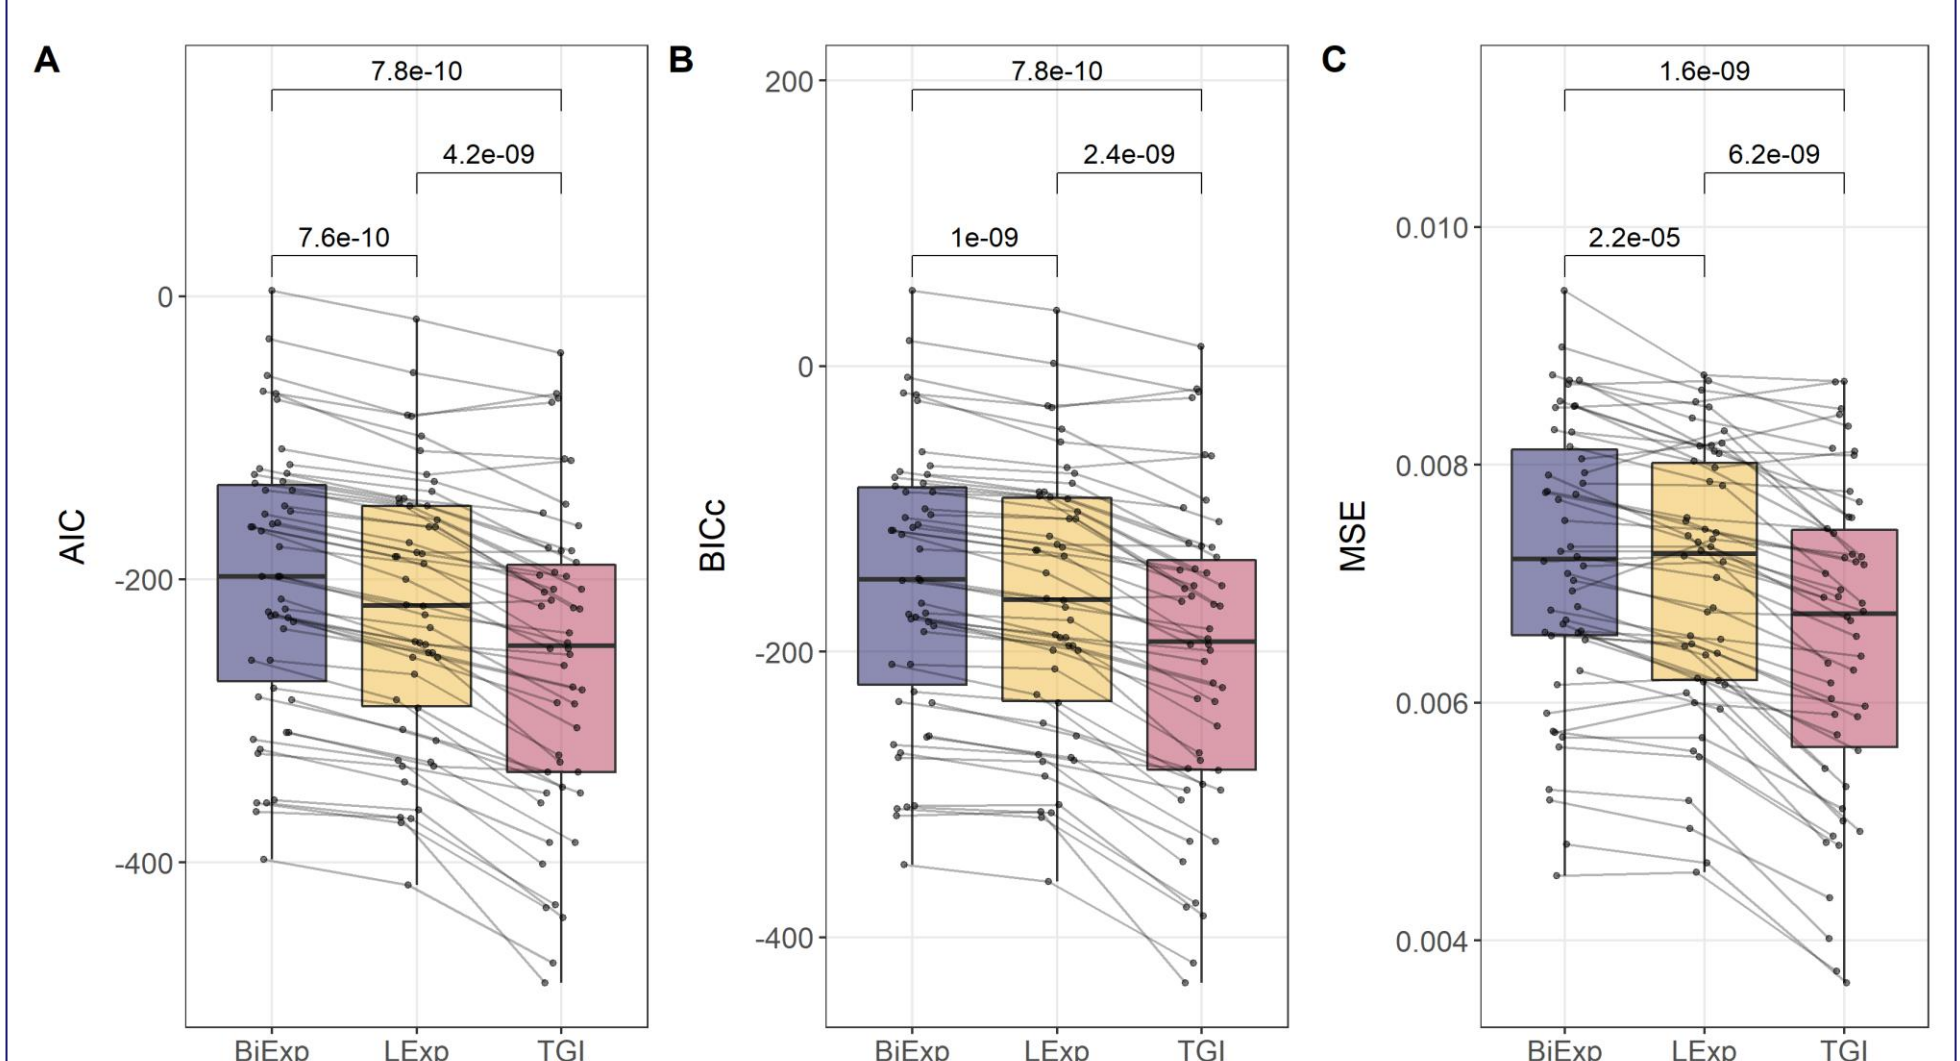 A
AIC
7.8e-10
4.2e-09
7.6e-10
0
-200
-400
BiExp LExp TGI
B
BICc
7.8e-10
2.4e-09
1e-09
200
0
-200
-400
BiExp LExp TGI
C
MSE
1.6e-09
6.2e-09
2.2e-05
0.010
0.008
0.006
0.004
BiExp LExp TGI